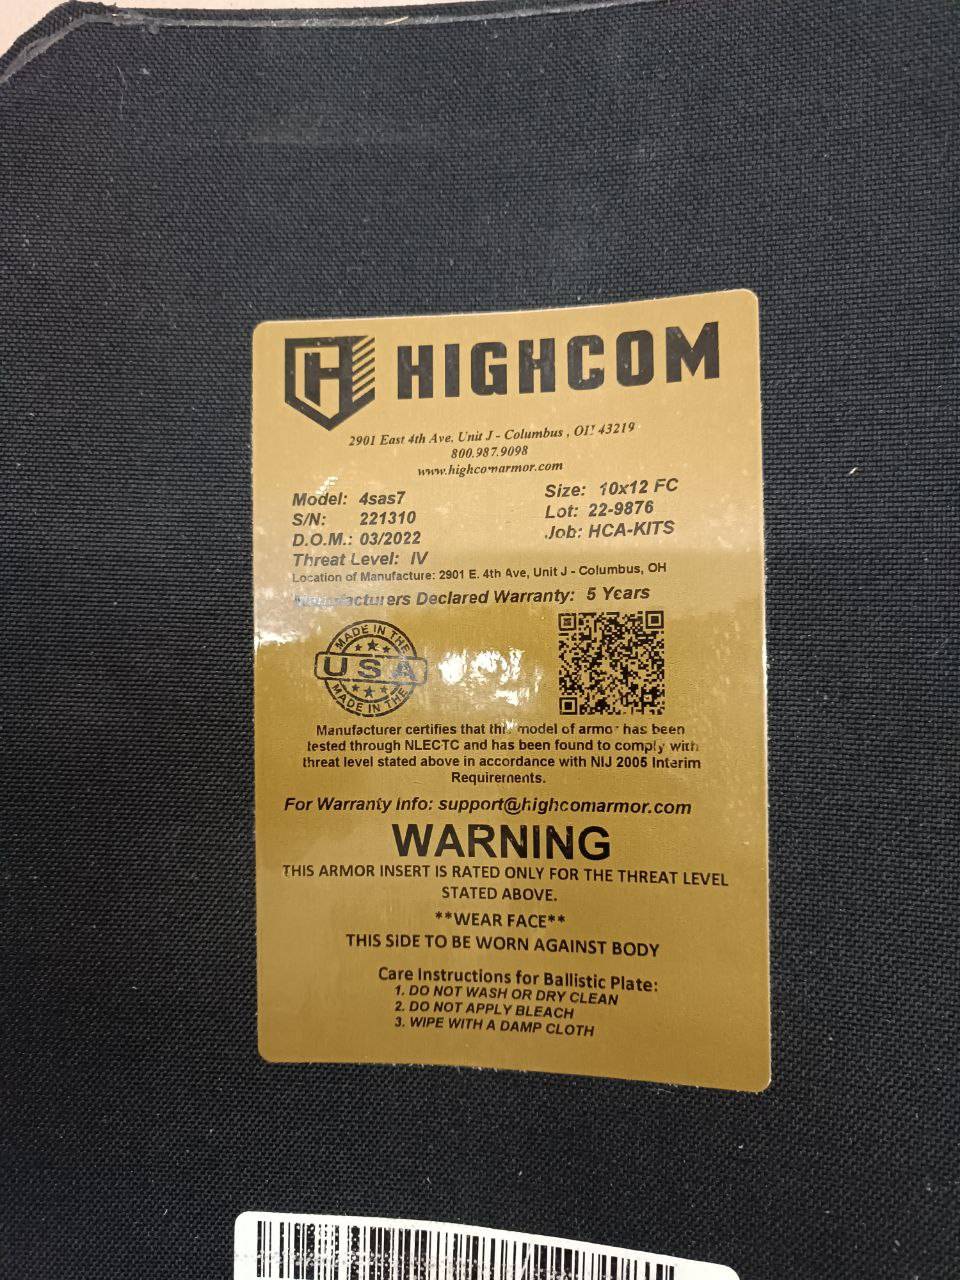 H HIGHCOM
2901 East 4th Ave. Unit J - Columbus , OH 43219
800.987.9098
www.highcomarmor.com
Model: 4sas7
S/N: 221310
D.O.M.: 03/2022
Threat Level: IV
Size: 10x12 FC
Lot: 22-9876
Job: HCA-KITS
Location of Manufacture: 2901 E. 4th Ave, Unit J - Columbus, OH
Manufacturers Declared Warranty: 5 Years
MADE IN THE
USA
MADE IN THE
Manufacturer certifies that this model of armor has been
tested through NLECTC and has been found to comply with
threat level stated above in accordance with NIJ 2005 Interim
Requirements.
For Warranty Info: support@highcomarmor.com
WARNING
THIS ARMOR INSERT IS RATED ONLY FOR THE THREAT LEVEL
STATED ABOVE.
**WEAR FACE**
THIS SIDE TO BE WORN AGAINST BODY
Care Instructions for Ballistic Plate:
1. DO NOT WASH OR DRY CLEAN
2. DO NOT APPLY BLEACH
3. WIPE WITH A DAMP CLOTH